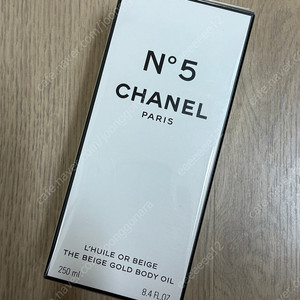 N°5
CHANEL
PARIS
L'HUILE OR BEIGE
THE BEIGE GOLD BODY OIL
250 ml
8.4 FL.OZ